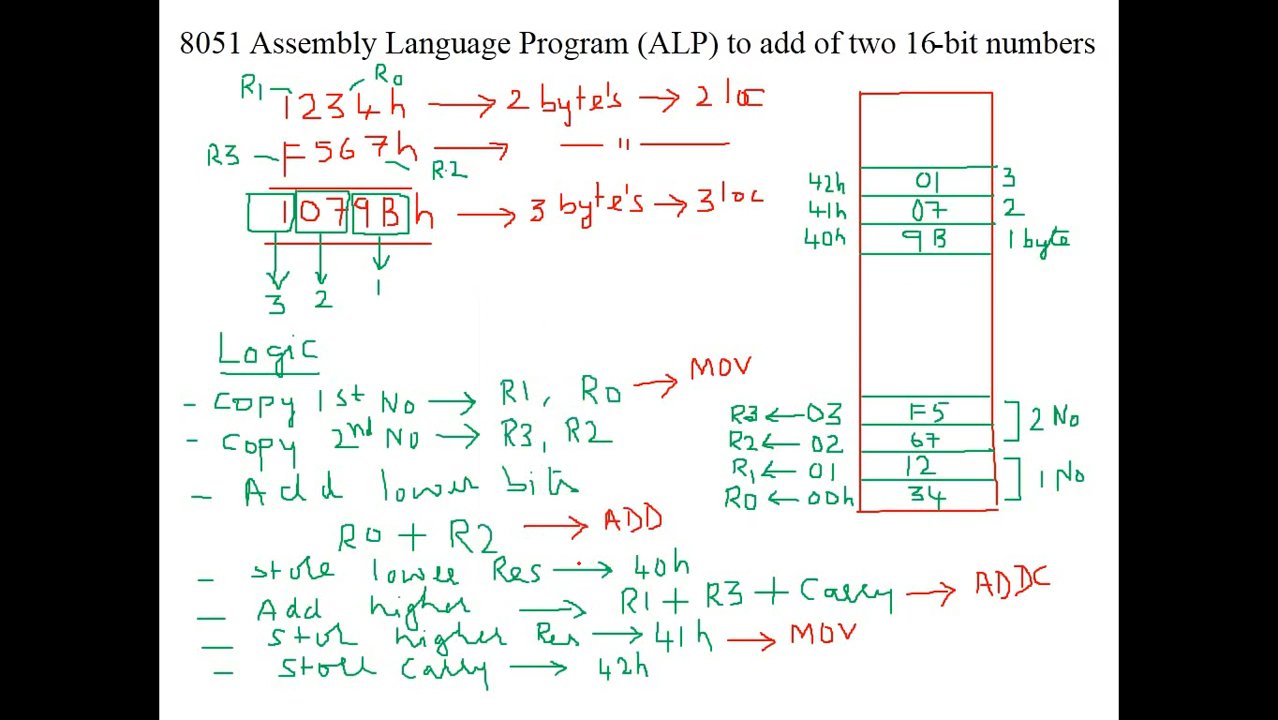 8051 Assembly Language Program (ALP) to add of two 16-bit numbers
R1 R0
1234h → 2 byte's → 2 loc
R3 F567h → — " —
R2
1079Bh → 3 byte's → 3 loc
3 2 1
42h 01 3
41h 07 2
40h 9B 1 byte
Logic
- Copy 1st No → R1, R0 → MOV
- Copy 2nd No → R3, R2
- Add lower bits
R0 + R2 → ADD
- store lower Res → 40h
- Add higher → R1 + R3 + Carry → ADDC
- stor higher Res → 41h → MOV
- Store Carry → 42h
R3 ← 03 F5 2 No
R2 ← 02 67
R1 ← 01 12 1 No
R0 ← 00h 34